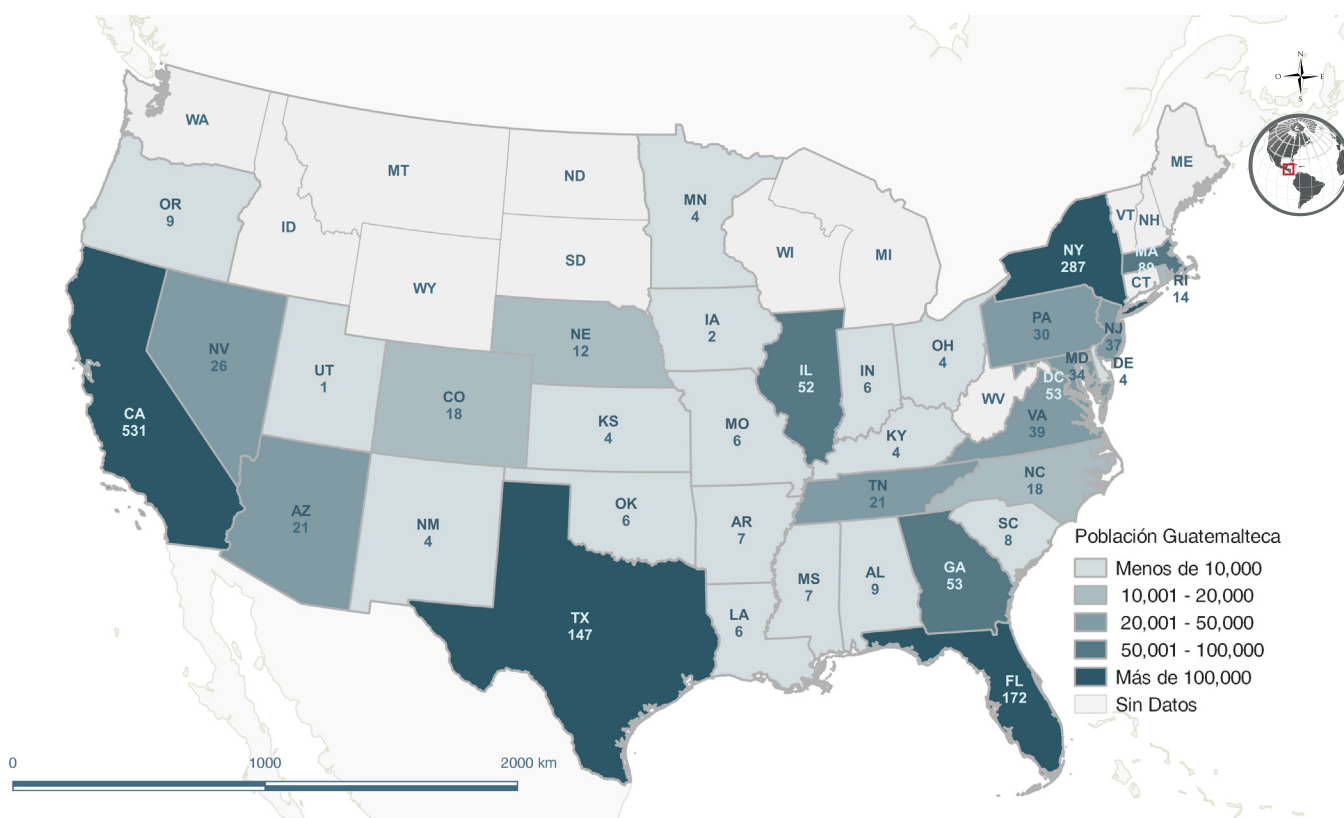 N
O
E
S
WA
OR
9
ID
MT
WY
ND
SD
MN
4
WI
MI
ME
VT
NH
NY
287
MA
89
CT
RI
14
CA
531
NV
26
UT
1
CO
18
NE
12
IA
2
IL
52
IN
6
OH
4
PA
30
NJ
37
MD
34
DE
4
DC
53
WV
VA
39
KS
4
MO
6
KY
4
NC
18
TN
21
AZ
21
NM
4
OK
6
AR
7
SC
8
TX
147
LA
6
MS
7
AL
9
GA
53
FL
172
Población Guatemalteca
Menos de 10,000
10,001 - 20,000
20,001 - 50,000
50,001 - 100,000
Más de 100,000
Sin Datos
0 1000 2000 km